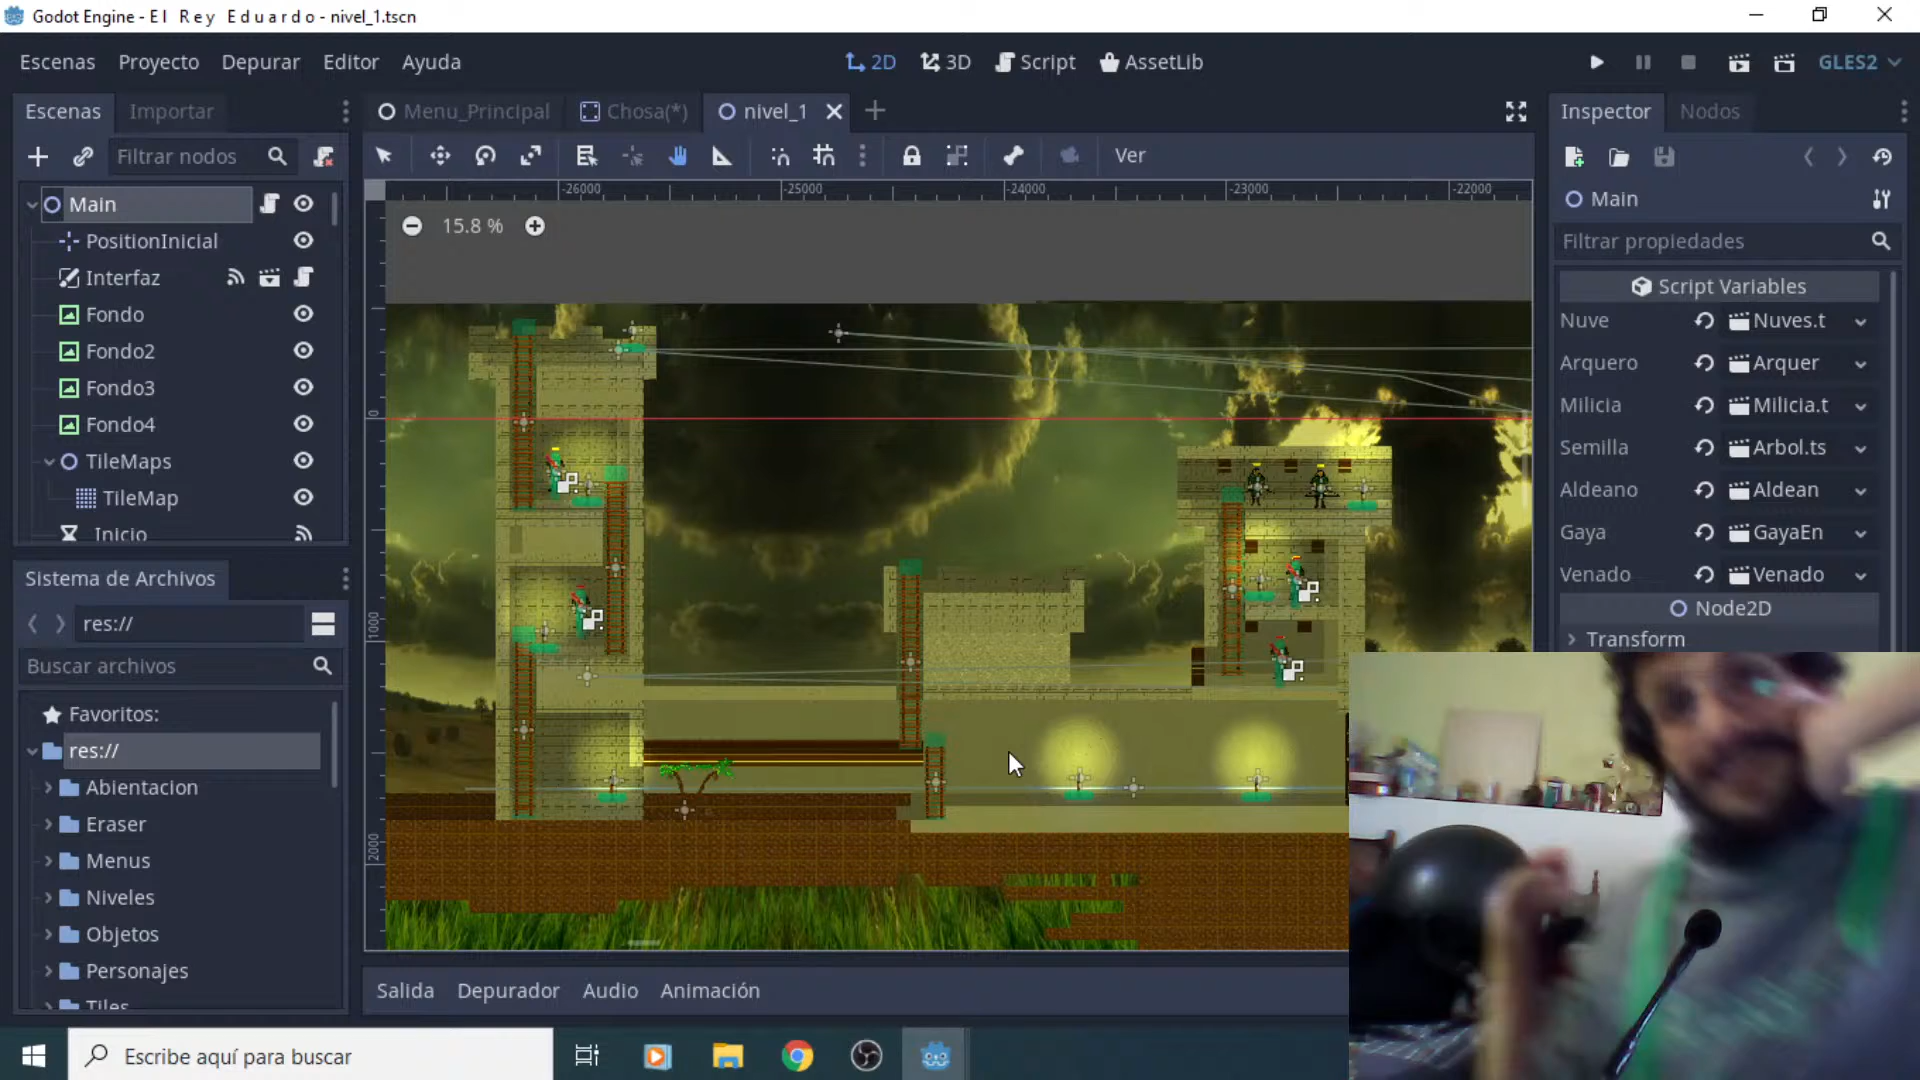 Godot Engine - E l   R e y   E d u a r d o - nivel_1.tscn
Escenas Proyecto Depurar Editor Ayuda
2D 3D Script AssetLib
GLES2
Escenas Importar
Menu_Principal Chosa(*) nivel_1
Inspector Nodos
Filtrar nodos
Ver
-26000 -25000 -24000 -23000 -22000
Main
PositionInicial
Interfaz
Fondo
Fondo2
Fondo3
Fondo4
TileMaps
TileMap
Inicio
15.8 %
0
1000
2000
Main
Filtrar propiedades
Script Variables
Nuve Nuves.t
Arquero Arquer
Milicia Milicia.t
Semilla Arbol.ts
Aldeano Aldean
Gaya GayaEn
Venado Venado
Node2D
Transform
Sistema de Archivos
res://
Buscar archivos
Favoritos:
res://
Abientacion
Eraser
Menus
Niveles
Objetos
Personajes
Tiles
Salida Depurador Audio Animación
Escribe aquí para buscar